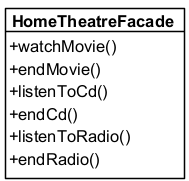 HomeTheatreFacade
+watchMovie()
+endMovie()
+listenToCd()
+endCd()
+listenToRadio()
+endRadio()